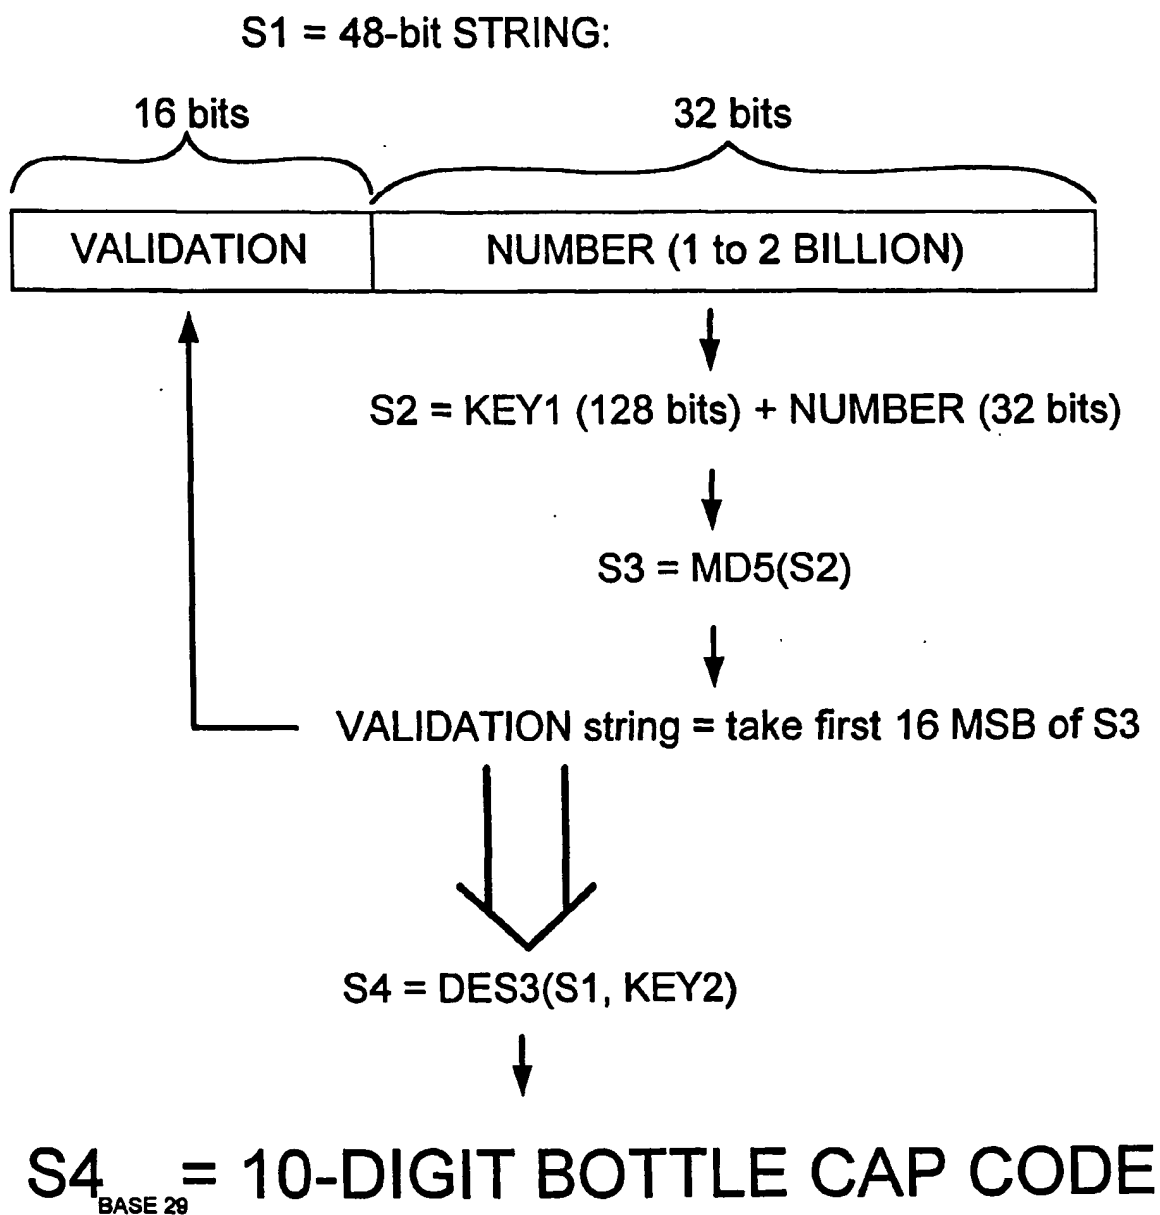 S1 = 48-bit STRING:
16 bits
32 bits
VALIDATION
NUMBER (1 to 2 BILLION)
S2 = KEY1 (128 bits) + NUMBER (32 bits)
S3 = MD5(S2)
VALIDATION string = take first 16 MSB of S3
S4 = DES3(S1, KEY2)
S4 BASE 29 = 10-DIGIT BOTTLE CAP CODE